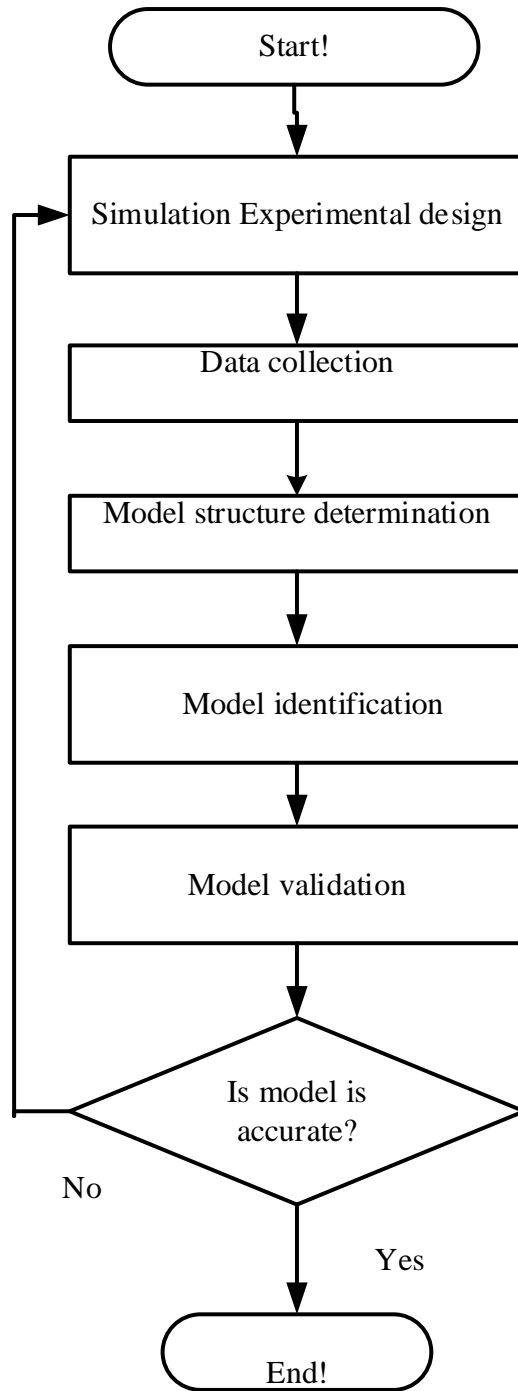 Start!
Simulation Experimental design
Data collection
Model structure determination
Model identification
Model validation
Is model is
accurate?
No
Yes
End!